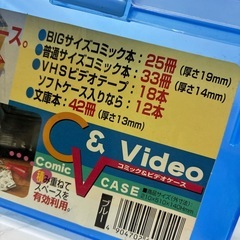 ス。
●BIGサイズコミック本：25冊（厚さ19mm）
●普通サイズコミック本：33冊（厚さ14mm）
●VHSビデオテープ：18本
ソフトケース入りなら：12本
●文庫本：42冊（厚さ13mm）
C & Video
コミック&ビデオケース
Comic
V CASE
積み重ねて
スペースを
有効利用。
ブルー